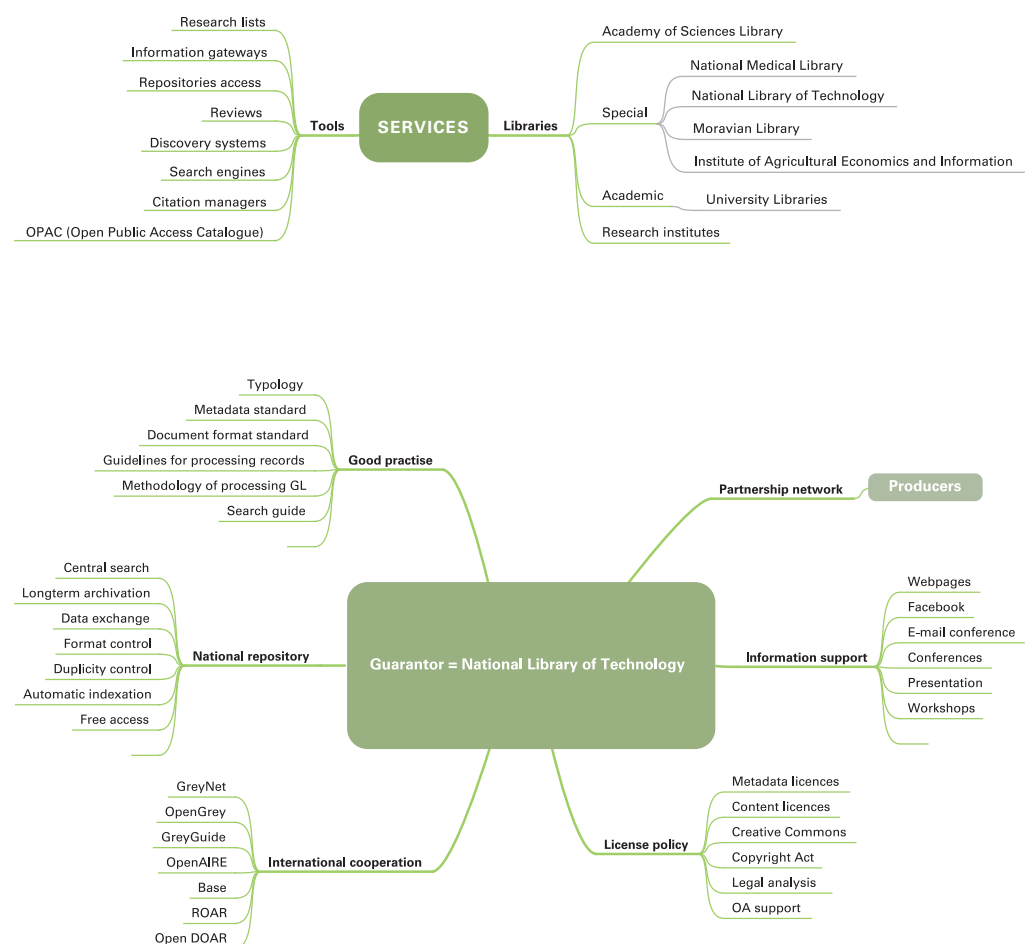 Research lists
Information gateways
Repositories access
Reviews
Discovery systems
Search engines
Citation managers
OPAC (Open Public Access Catalogue)
Tools
SERVICES
Libraries
Academy of Sciences Library
Special
National Medical Library
National Library of Technology
Moravian Library
Institute of Agricultural Economics and Information
Academic
University Libraries
Research institutes
Typology
Metadata standard
Document format standard
Guidelines for processing records
Methodology of processing GL
Search guide
Good practise
Partnership network
Producers
Central search
Longterm archivation
Data exchange
Format control
Duplicity control
Automatic indexation
Free access
National repository
Guarantor = National Library of Technology
Information support
Webpages
Facebook
E-mail conference
Conferences
Presentation
Workshops
GreyNet
OpenGrey
GreyGuide
OpenAIRE
Base
ROAR
Open DOAR
International cooperation
License policy
Metadata licences
Content licences
Creative Commons
Copyright Act
Legal analysis
OA support